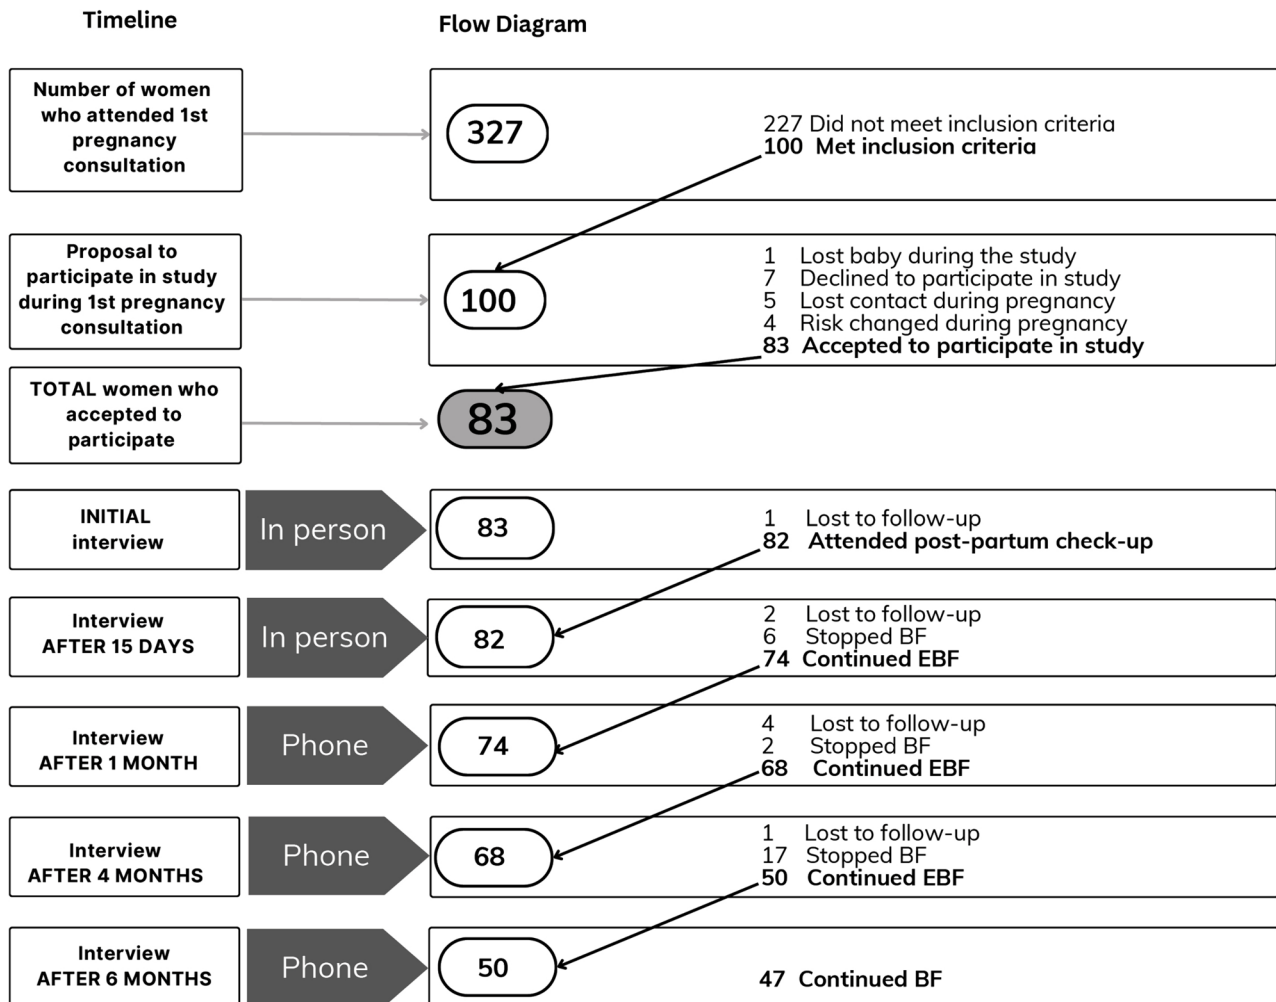 Timeline
Flow Diagram
Number of women
who attended 1st
pregnancy
consultation
327
227 Did not meet inclusion criteria
100 Met inclusion criteria
Proposal to
participate in study
during 1st pregnancy
consultation
100
1 Lost baby during the study
7 Declined to participate in study
5 Lost contact during pregnancy
4 Risk changed during pregnancy
83 Accepted to participate in study
TOTAL women who
accepted to
participate
83
INITIAL
interview
In person
83
1 Lost to follow-up
82 Attended post-partum check-up
Interview
AFTER 15 DAYS
In person
82
2 Lost to follow-up
6 Stopped BF
74 Continued EBF
Interview
AFTER 1 MONTH
Phone
74
4 Lost to follow-up
2 Stopped BF
68 Continued EBF
Interview
AFTER 4 MONTHS
Phone
68
1 Lost to follow-up
17 Stopped BF
50 Continued EBF
Interview
AFTER 6 MONTHS
Phone
50
47 Continued BF